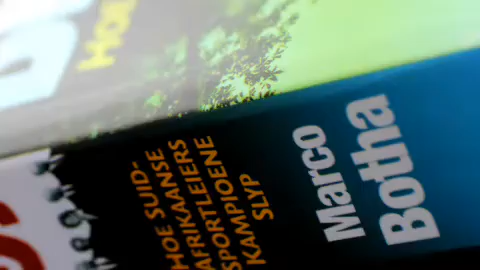 HOE SUID-
AFRIKAANSE
SPORTLEIERS
KAMPIOENE
SLYP
Marco
Botha